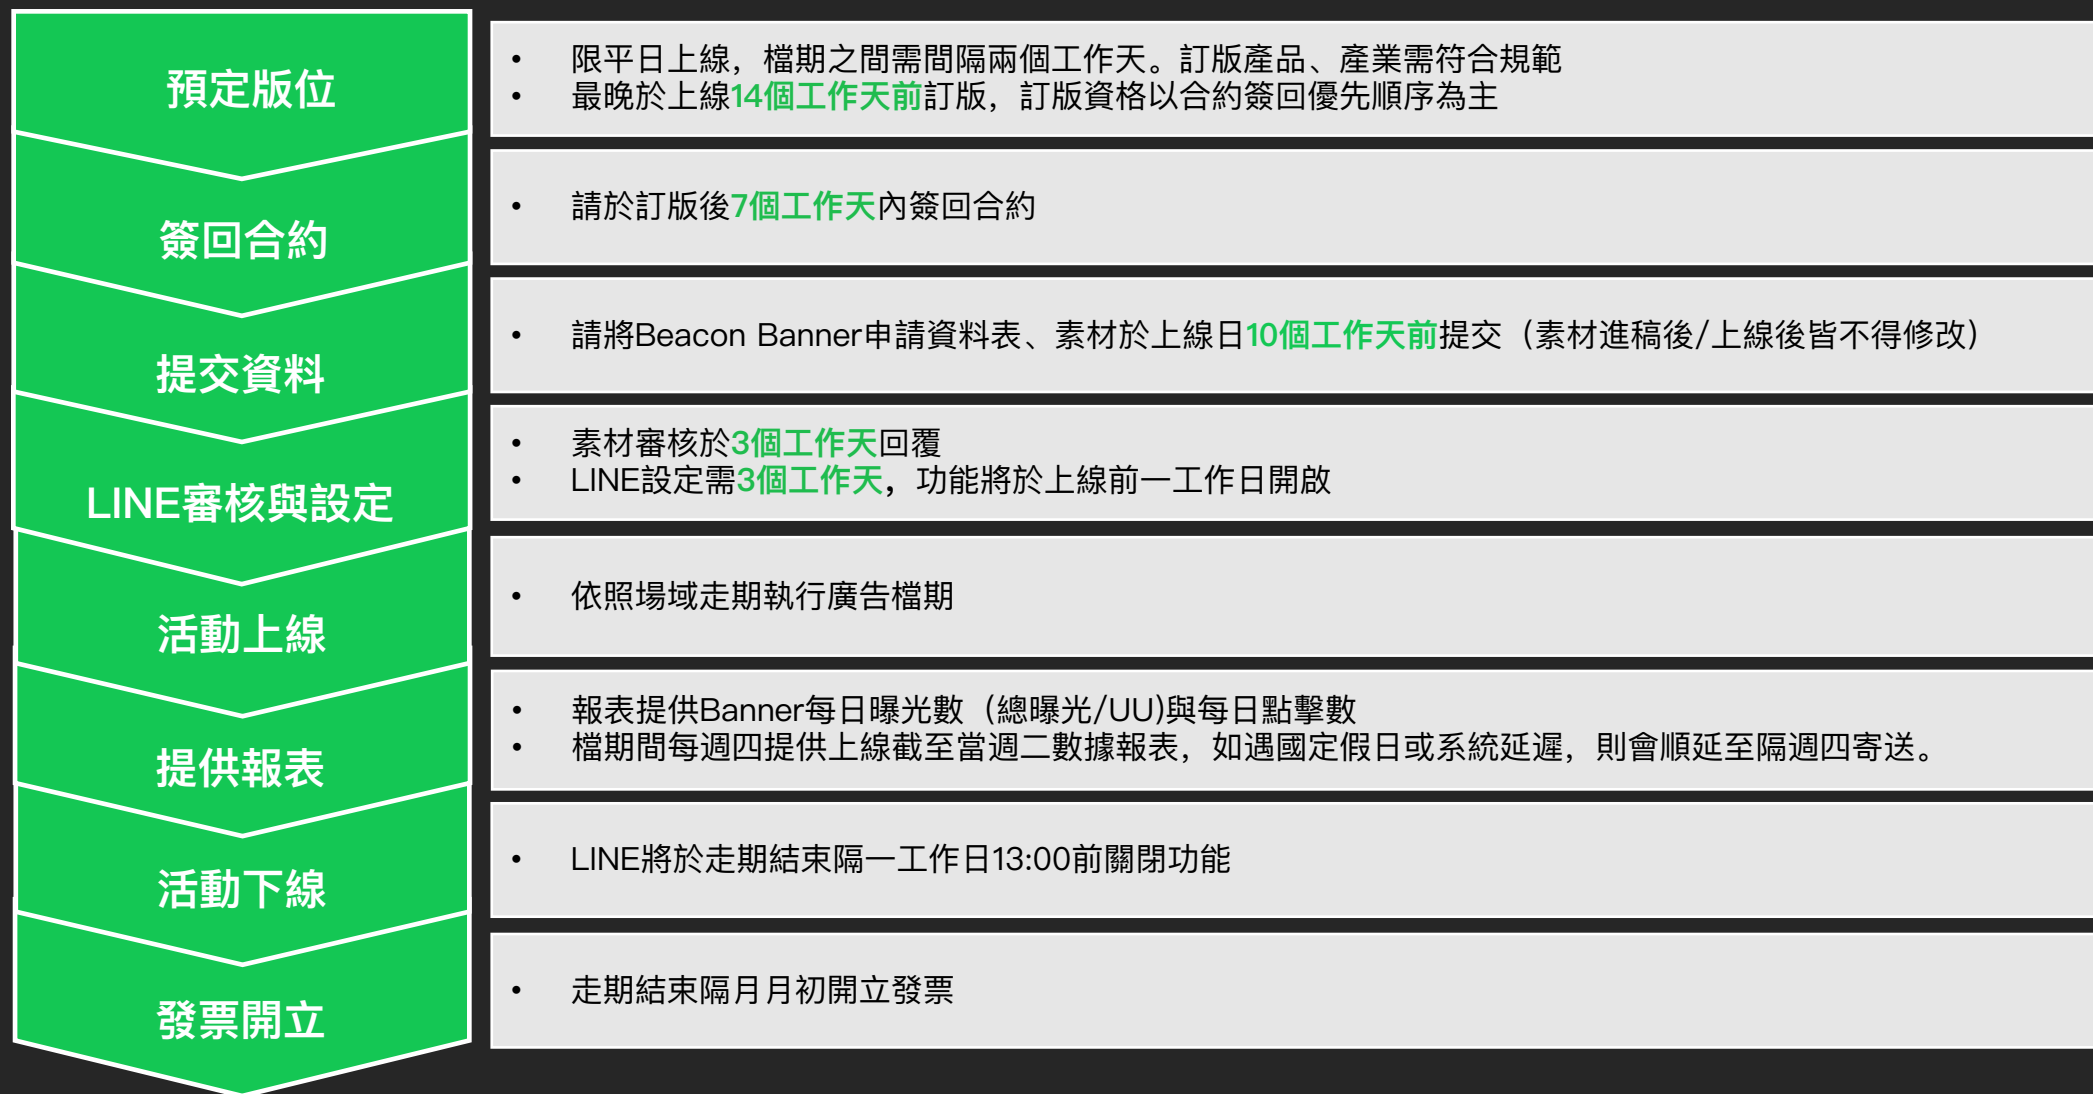 預定版位
• 限平日上線，檔期之間需間隔兩個工作天。訂版產品、產業需符合規範
• 最晚於上線14個工作天前訂版，訂版資格以合約簽回優先順序為主
簽回合約
• 請於訂版後7個工作天內簽回合約
提交資料
• 請將Beacon Banner申請資料表、素材於上線日10個工作天前提交（素材進稿後/上線後皆不得修改）
LINE審核與設定
• 素材審核於3個工作天回覆
• LINE設定需3個工作天，功能將於上線前一工作日開啟
活動上線
• 依照場域走期執行廣告檔期
提供報表
• 報表提供Banner每日曝光數（總曝光/UU)與每日點擊數
• 檔期間每週四提供上線截至當週二數據報表，如遇國定假日或系統延遲，則會順延至隔週四寄送。
活動下線
• LINE將於走期結束隔一工作日13:00前關閉功能
發票開立
• 走期結束隔月月初開立發票